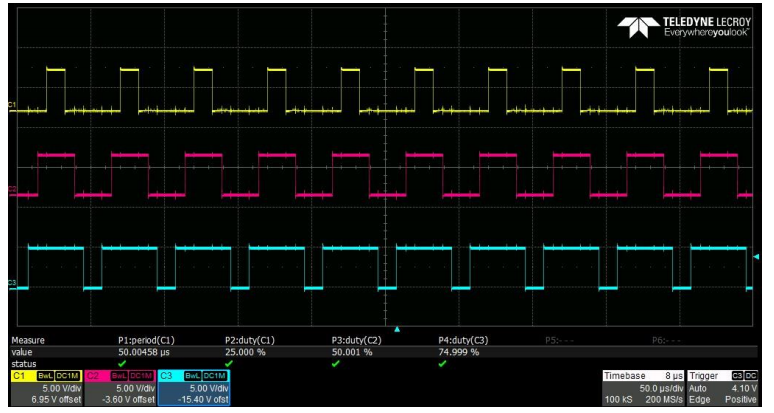 TELEDYNE LECROY
Everywhereyoulook™
C1
C2
C3
Measure P1:period(C1) P2:duty(C1) P3:duty(C2) P4:duty(C3) P5:- - - P6:- - -
value 50.00458 µs 25.000 % 50.001 % 74.999 %
status
C1 BwL DC1M C2 BwL DC1M C3 BwL DC1M Timebase 8 µs Trigger C3 DC
5.00 V/div 5.00 V/div 5.00 V/div 50.0 µs/div Auto 4.10 V
6.95 V offset -3.60 V offset -15.40 V ofst 100 kS 200 MS/s Edge Positive